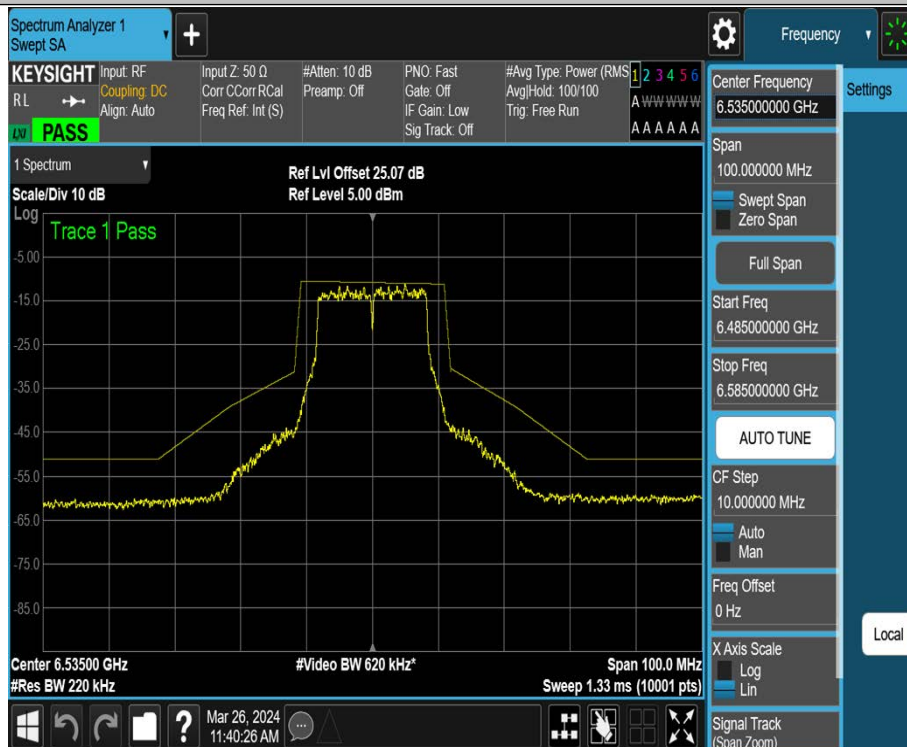 Spectrum Analyzer 1
Swept SA
+
Frequency
KEYSIGHT
RL
LXI
PASS
Input: RF
Coupling: DC
Align: Auto
Input Z: 50 Ω
Corr CCorr RCal
Freq Ref: Int (S)
#Atten: 10 dB
Preamp: Off
PNO: Fast
Gate: Off
IF Gain: Low
Sig Track: Off
#Avg Type: Power (RMS
Avg|Hold: 100/100
Trig: Free Run
1 2 3 4 5 6
A W W W W W
A A A A A A
1 Spectrum
Scale/Div 10 dB
Ref Lvl Offset 25.07 dB
Ref Level 5.00 dBm
Log
Trace 1 Pass
-5.00
-15.0
-25.0
-35.0
-45.0
-55.0
-65.0
-75.0
-85.0
Center 6.53500 GHz
#Res BW 220 kHz
#Video BW 620 kHz*
Span 100.0 MHz
Sweep 1.33 ms (10001 pts)
?
Mar 26, 2024
11:40:26 AM
Center Frequency
6.535000000 GHz
Span
100.000000 MHz
Swept Span
Zero Span
Full Span
Start Freq
6.485000000 GHz
Stop Freq
6.585000000 GHz
AUTO TUNE
CF Step
10.000000 MHz
Auto
Man
Freq Offset
0 Hz
X Axis Scale
Log
Lin
Signal Track
(Span Zoom)
Settings
Local